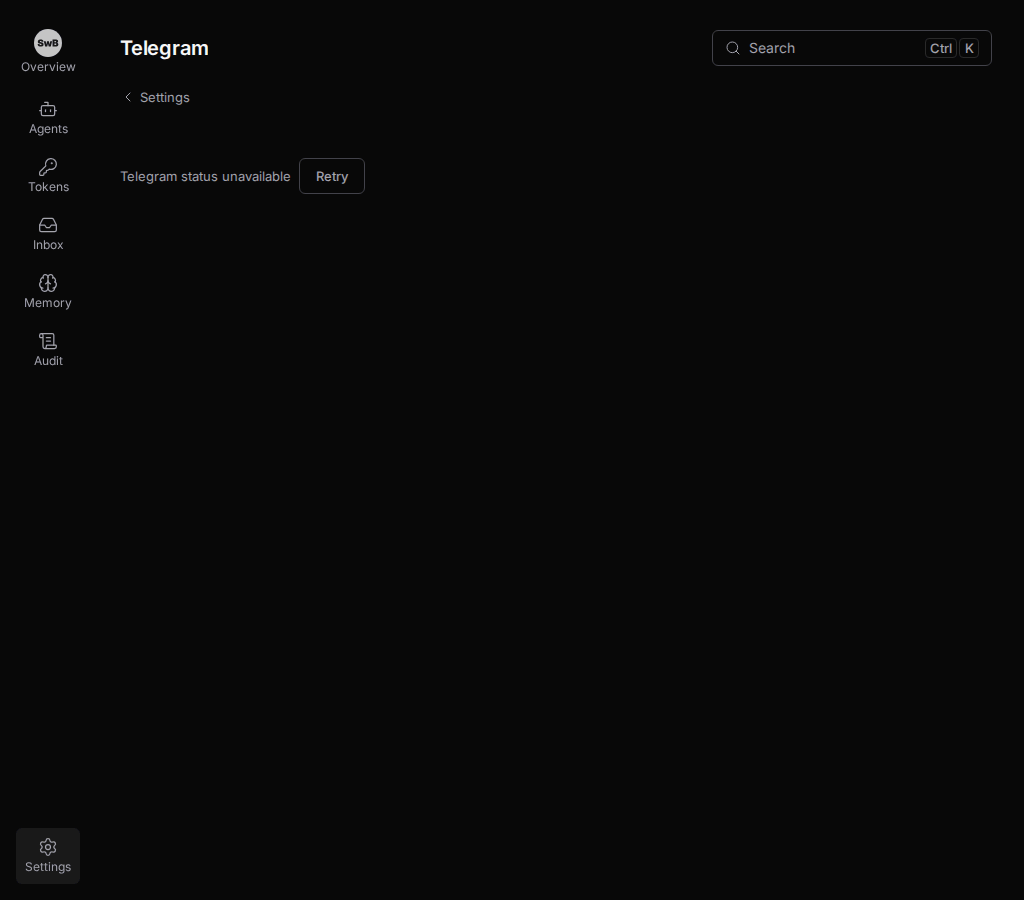 SwB
Overview
Agents
Tokens
Inbox
Memory
Audit
Settings
Telegram
Search Ctrl K
Settings
Telegram status unavailable Retry